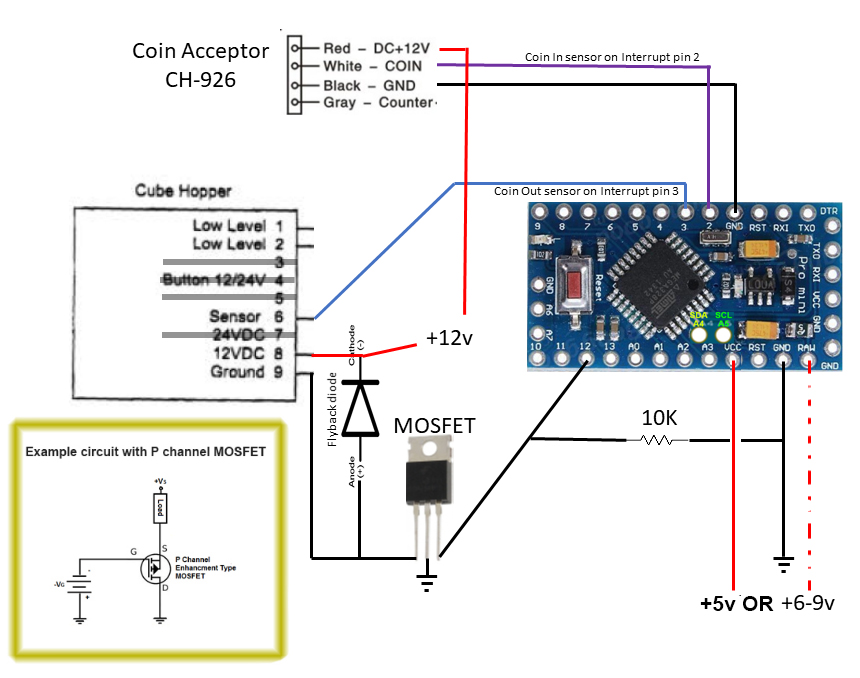 Coin Acceptor
CH-926
Red – DC+12V
White – COIN
Black – GND
Gray – Counter
Coin In sensor on Interrupt pin 2
Cube Hopper
Low Level 1
Low Level 2
3
Button 12/24V 4
5
Sensor 6
24VDC 7
12VDC 8
Ground 9
Coin Out sensor on Interrupt pin 3
+12v
Cathode (-)
Flyback diode
Anode (+)
MOSFET
10K
9 8 7 6 5 4 3 2 GND RST RXI TXO
DTR
TXO
RXI
VCC
GND
GND
GND
A6
A7
Reset
Pro mini
SDA SCL
A4 A5
10 11 12 13 A0 A1 A2 A3 VCC RST GND RAW
+5v OR +6-9v
Example circuit with P channel MOSFET
+Vs
Load
G
S
D
P Channel
Enhancment Type
MOSFET
-VG
-
+